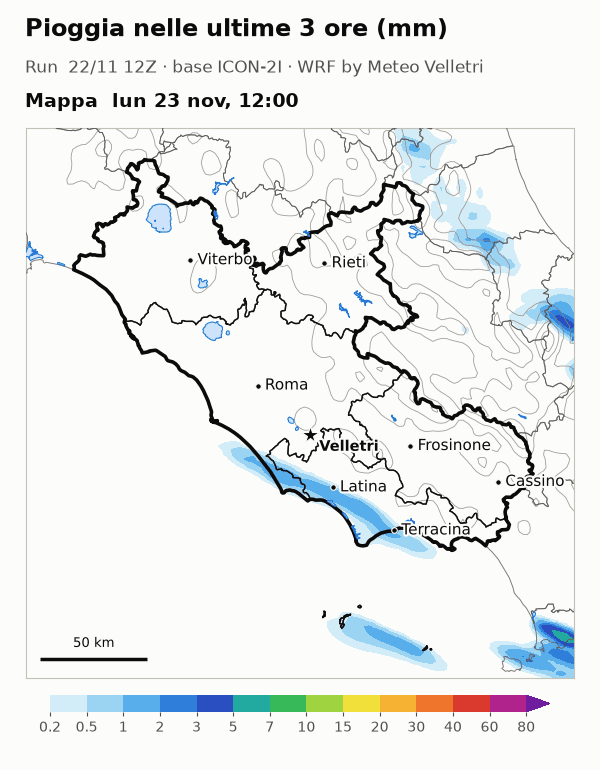 Pioggia nelle ultime 3 ore (mm)
Run  22/11 12Z · base ICON-2I · WRF by Meteo Velletri
Mappa  lun 23 nov, 12:00
Viterbo
Rieti
Roma
Velletri
Frosinone
Cassino
Latina
Terracina
50 km
0.2 0.5 1 2 3 5 7 10 15 20 30 40 60 80